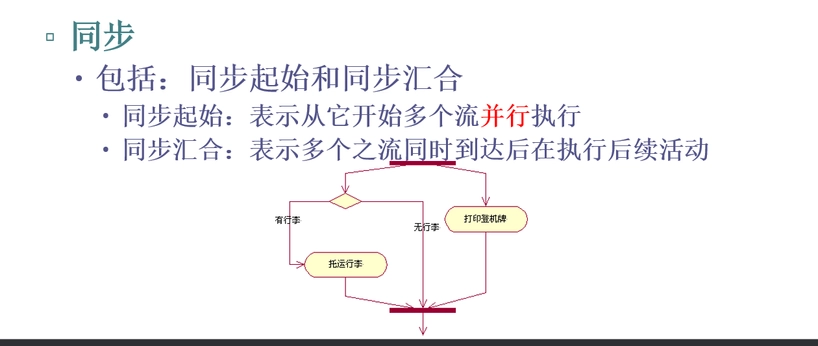 同步
包括：同步起始和同步汇合
同步起始：表示从它开始多个流并行执行
同步汇合：表示多个之流同时到达后在执行后续活动
有行李
无行李
打印登机牌
托运行李